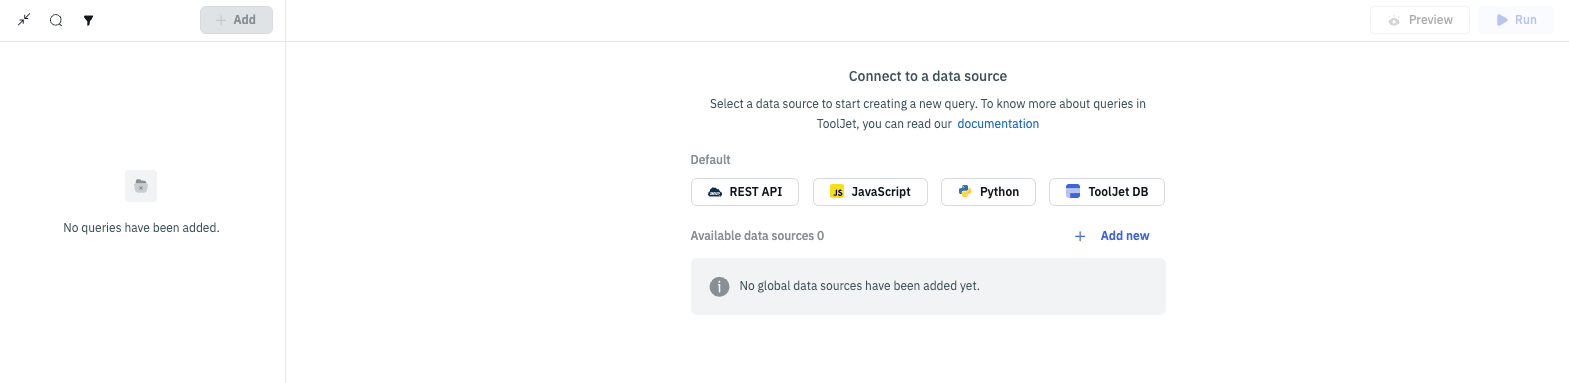 Add
Preview
Run
Connect to a data source
Select a data source to start creating a new query. To know more about queries in
ToolJet, you can read our documentation
Default
REST API
JS JavaScript
Python
ToolJet DB
Available data sources 0
Add new
No global data sources have been added yet.
No queries have been added.